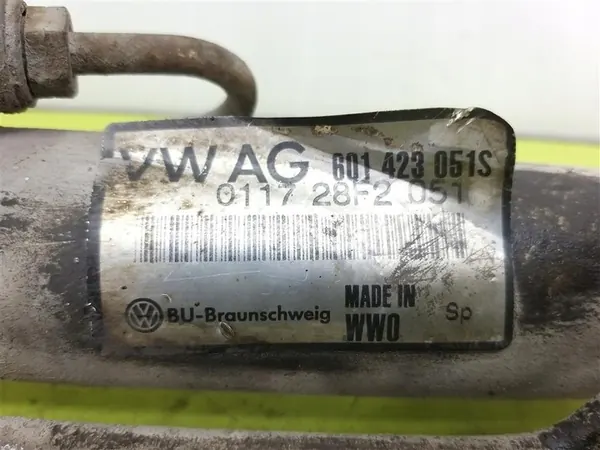 VW AG 6Q1 423 051S
0117 28F2 051
BU-Braunschweig
MADE IN
WWO
Sp